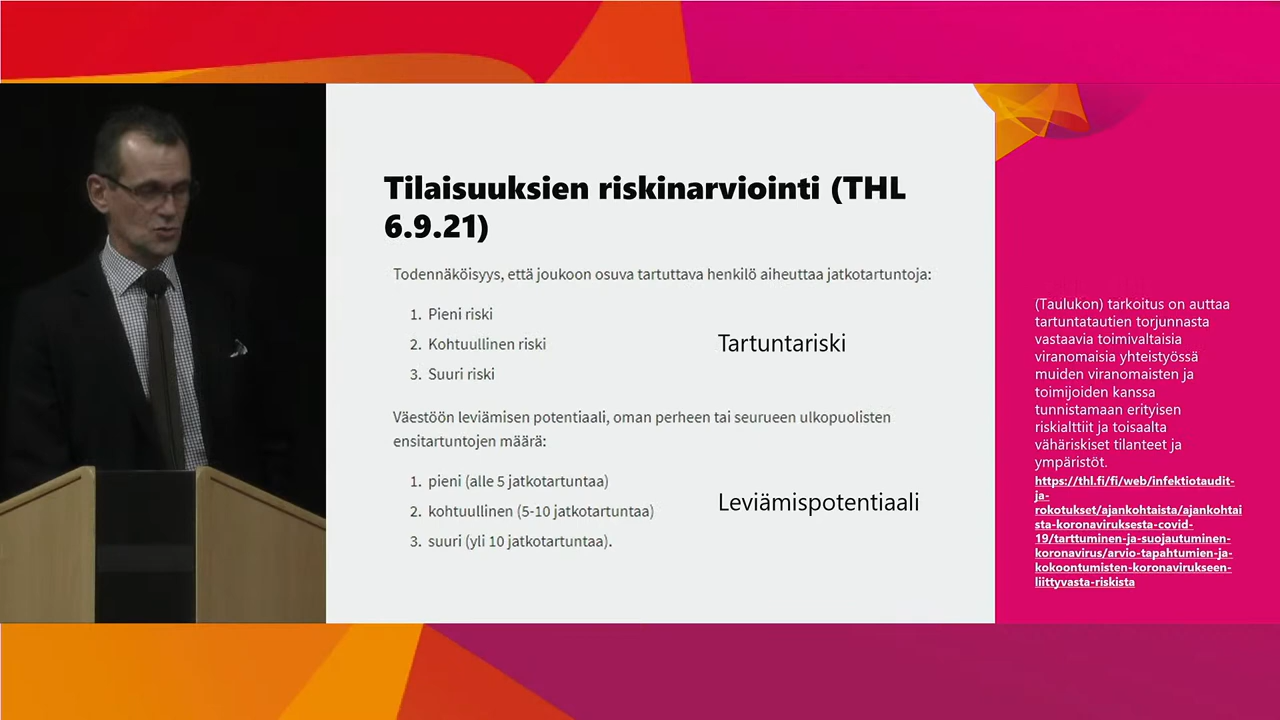 Tilaisuuksien riskinarviointi (THL
6.9.21)
Todennäköisyys, että joukoon osuva tartuttava henkilö aiheuttaa jatkotartuntoja:
1. Pieni riski
2. Kohtuullinen riski
3. Suuri riski
Tartuntariski
Väestöön leviämisen potentiaali, oman perheen tai seurueen ulkopuolisten
ensitartuntojen määrä:
1. pieni (alle 5 jatkotartuntaa)
2. kohtuullinen (5-10 jatkotartuntaa)
3. suuri (yli 10 jatkotartuntaa).
Leviämispotentiaali
(Taulukon) tarkoitus on auttaa
tartuntatautien torjunnasta
vastaavia toimivaltaisia
viranomaisia yhteistyössä
muiden viranomaisten ja
toimijoiden kanssa
tunnistamaan erityisen
riskialttiit ja toisaalta
vähäriskiset tilanteet ja
ympäristöt.
https://thl.fi/fi/web/infektiotaudit-
ja-
rokotukset/ajankohtaista/ajankohtai
sta-koronaviruksesta-covid-
19/tarttuminen-ja-suojautuminen-
koronavirus/arvio-tapahtumien-ja-
kokoontumisten-koronavirukseen-
liittyvasta-riskista